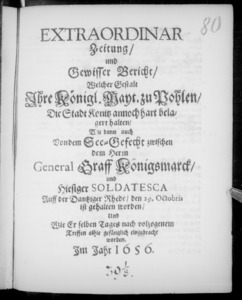 80
EXTRAORDINAR
Zeitung/
und
Gewisser Bericht/
Welcher Gestalt
Ihre Königl. Mayt. zu Pohlen/
Die Stadt Konitz annoch hart bela-
gert halten/
Wie dann auch
Von dem See-Gefecht zwischen
dem Herrn
General Graff Königsmarck/
und
Hiesiger SOLDATESCA
Auff der Dantziger Rhede/ den 29. Octobris
ist gehalten worden/
Und
Wie Er selben Tages nach vollzogenem
Treffen alhie gefänglich eingebracht
worden.
Im Jahr 1656.